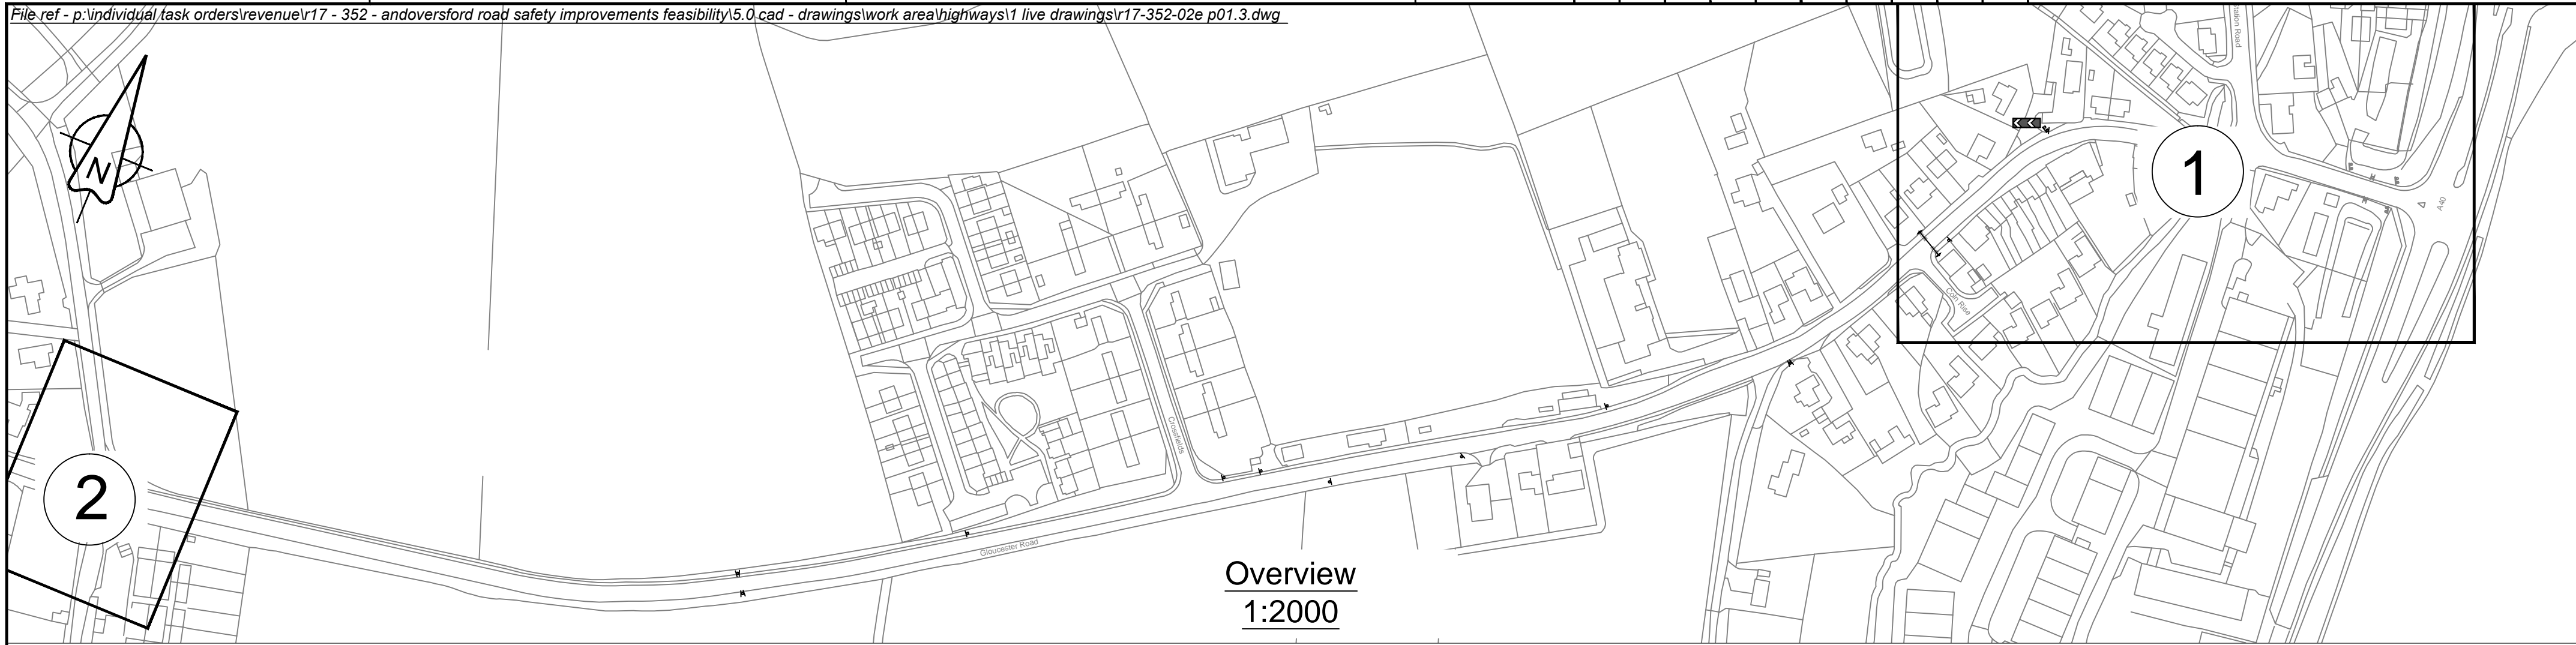 File ref - p:\individual task orders\revenue\r17 - 352 - andoversford road safety improvements feasibility\5.0 cad - drawings\work area\highways\1 live drawings\r17-352-02e p01.3.dwg
Station Road
N
1
A40
Coln Rise
Crossfields
2
Gloucester Road
Overview
1:2000